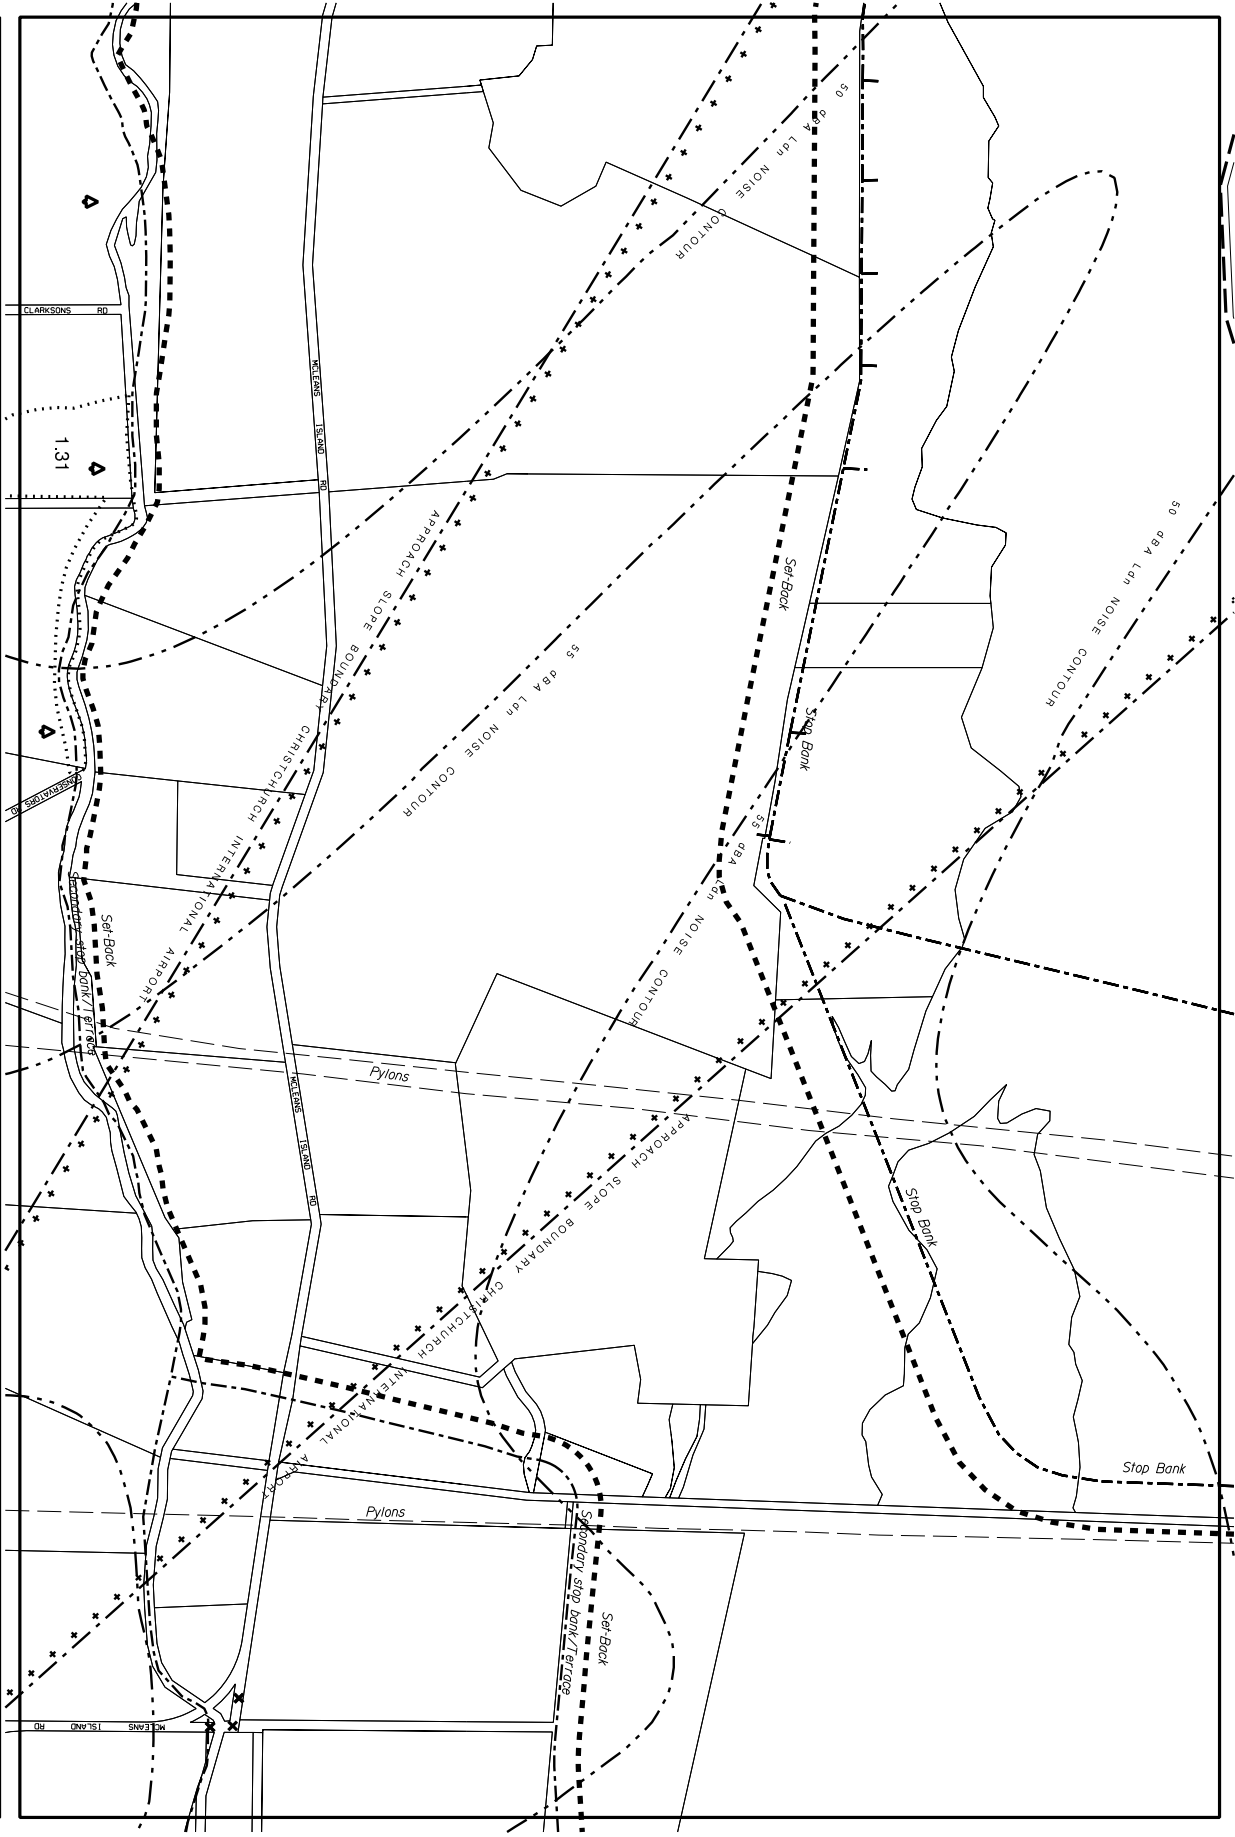 50 dBA Ldn NOISE CONTOUR
CLARKSONS RD
MCLEANS ISLAND RD
1.31
APPROACH SLOPE BOUNDARY
CHRISTCHURCH INTERNATIONAL AIRPORT
55 dBA Ldn NOISE CONTOUR
Set-Back
50 dBA Ldn NOISE CONTOUR
Stop Bank
CONSERVATORS RD
55 dBA Ldn NOISE CONTOUR
Secondary stop bank/Terrace
Set-Back
Pylons
MCLEANS ISLAND RD
APPROACH SLOPE BOUNDARY
CHRISTCHURCH INTERNATIONAL AIRPORT
Stop Bank
Stop Bank
Pylons
Secondary stop bank/Terrace
Set-Back
MCLEANS ISLAND RD